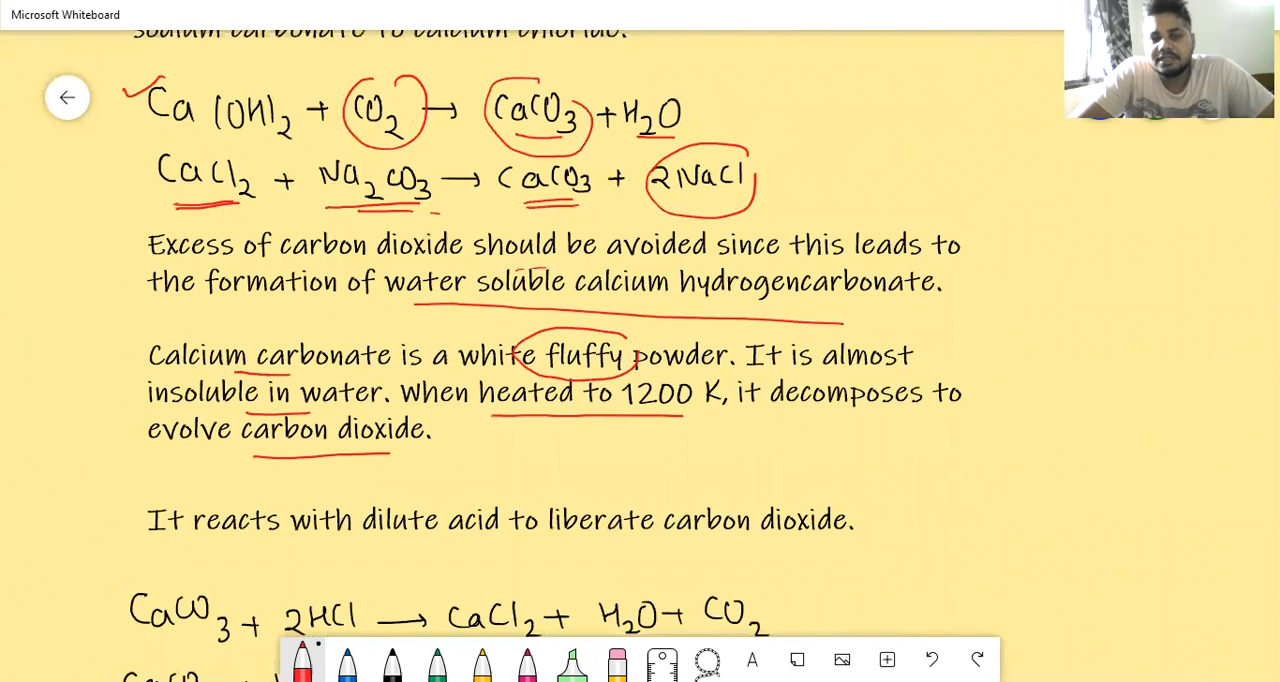 Microsoft Whiteboard
sodium carbonate to calcium chloride.
Ca(OH)₂ + CO₂ → CaCO₃ + H₂O
CaCl₂ + Na₂CO₃ → CaCO₃ + 2NaCl
Excess of carbon dioxide should be avoided since this leads to
the formation of water soluble calcium hydrogencarbonate.
Calcium carbonate is a white fluffy powder. It is almost
insoluble in water. When heated to 1200 K, it decomposes to
evolve carbon dioxide.
It reacts with dilute acid to liberate carbon dioxide.
CaCO₃ + 2HCl → CaCl₂ + H₂O + CO₂